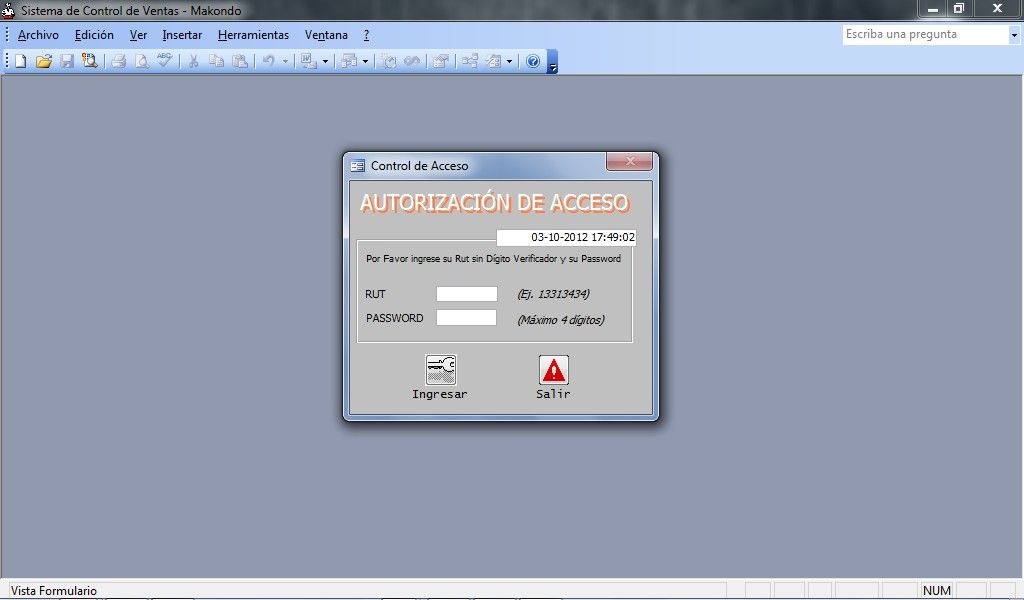 Sistema de Control de Ventas - Makondo
Archivo Edición Ver Insertar Herramientas Ventana ?
Escriba una pregunta
Control de Acceso
AUTORIZACIÓN DE ACCESO
03-10-2012 17:49:02
Por Favor ingrese su Rut sin Dígito Verificador y su Password
RUT (Ej. 13313434)
PASSWORD (Máximo 4 dígitos)
Ingresar Salir
Vista Formulario NUM